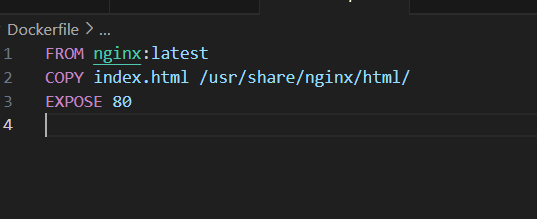 Dockerfile > ...
1 FROM nginx:latest
2 COPY index.html /usr/share/nginx/html/
3 EXPOSE 80
4